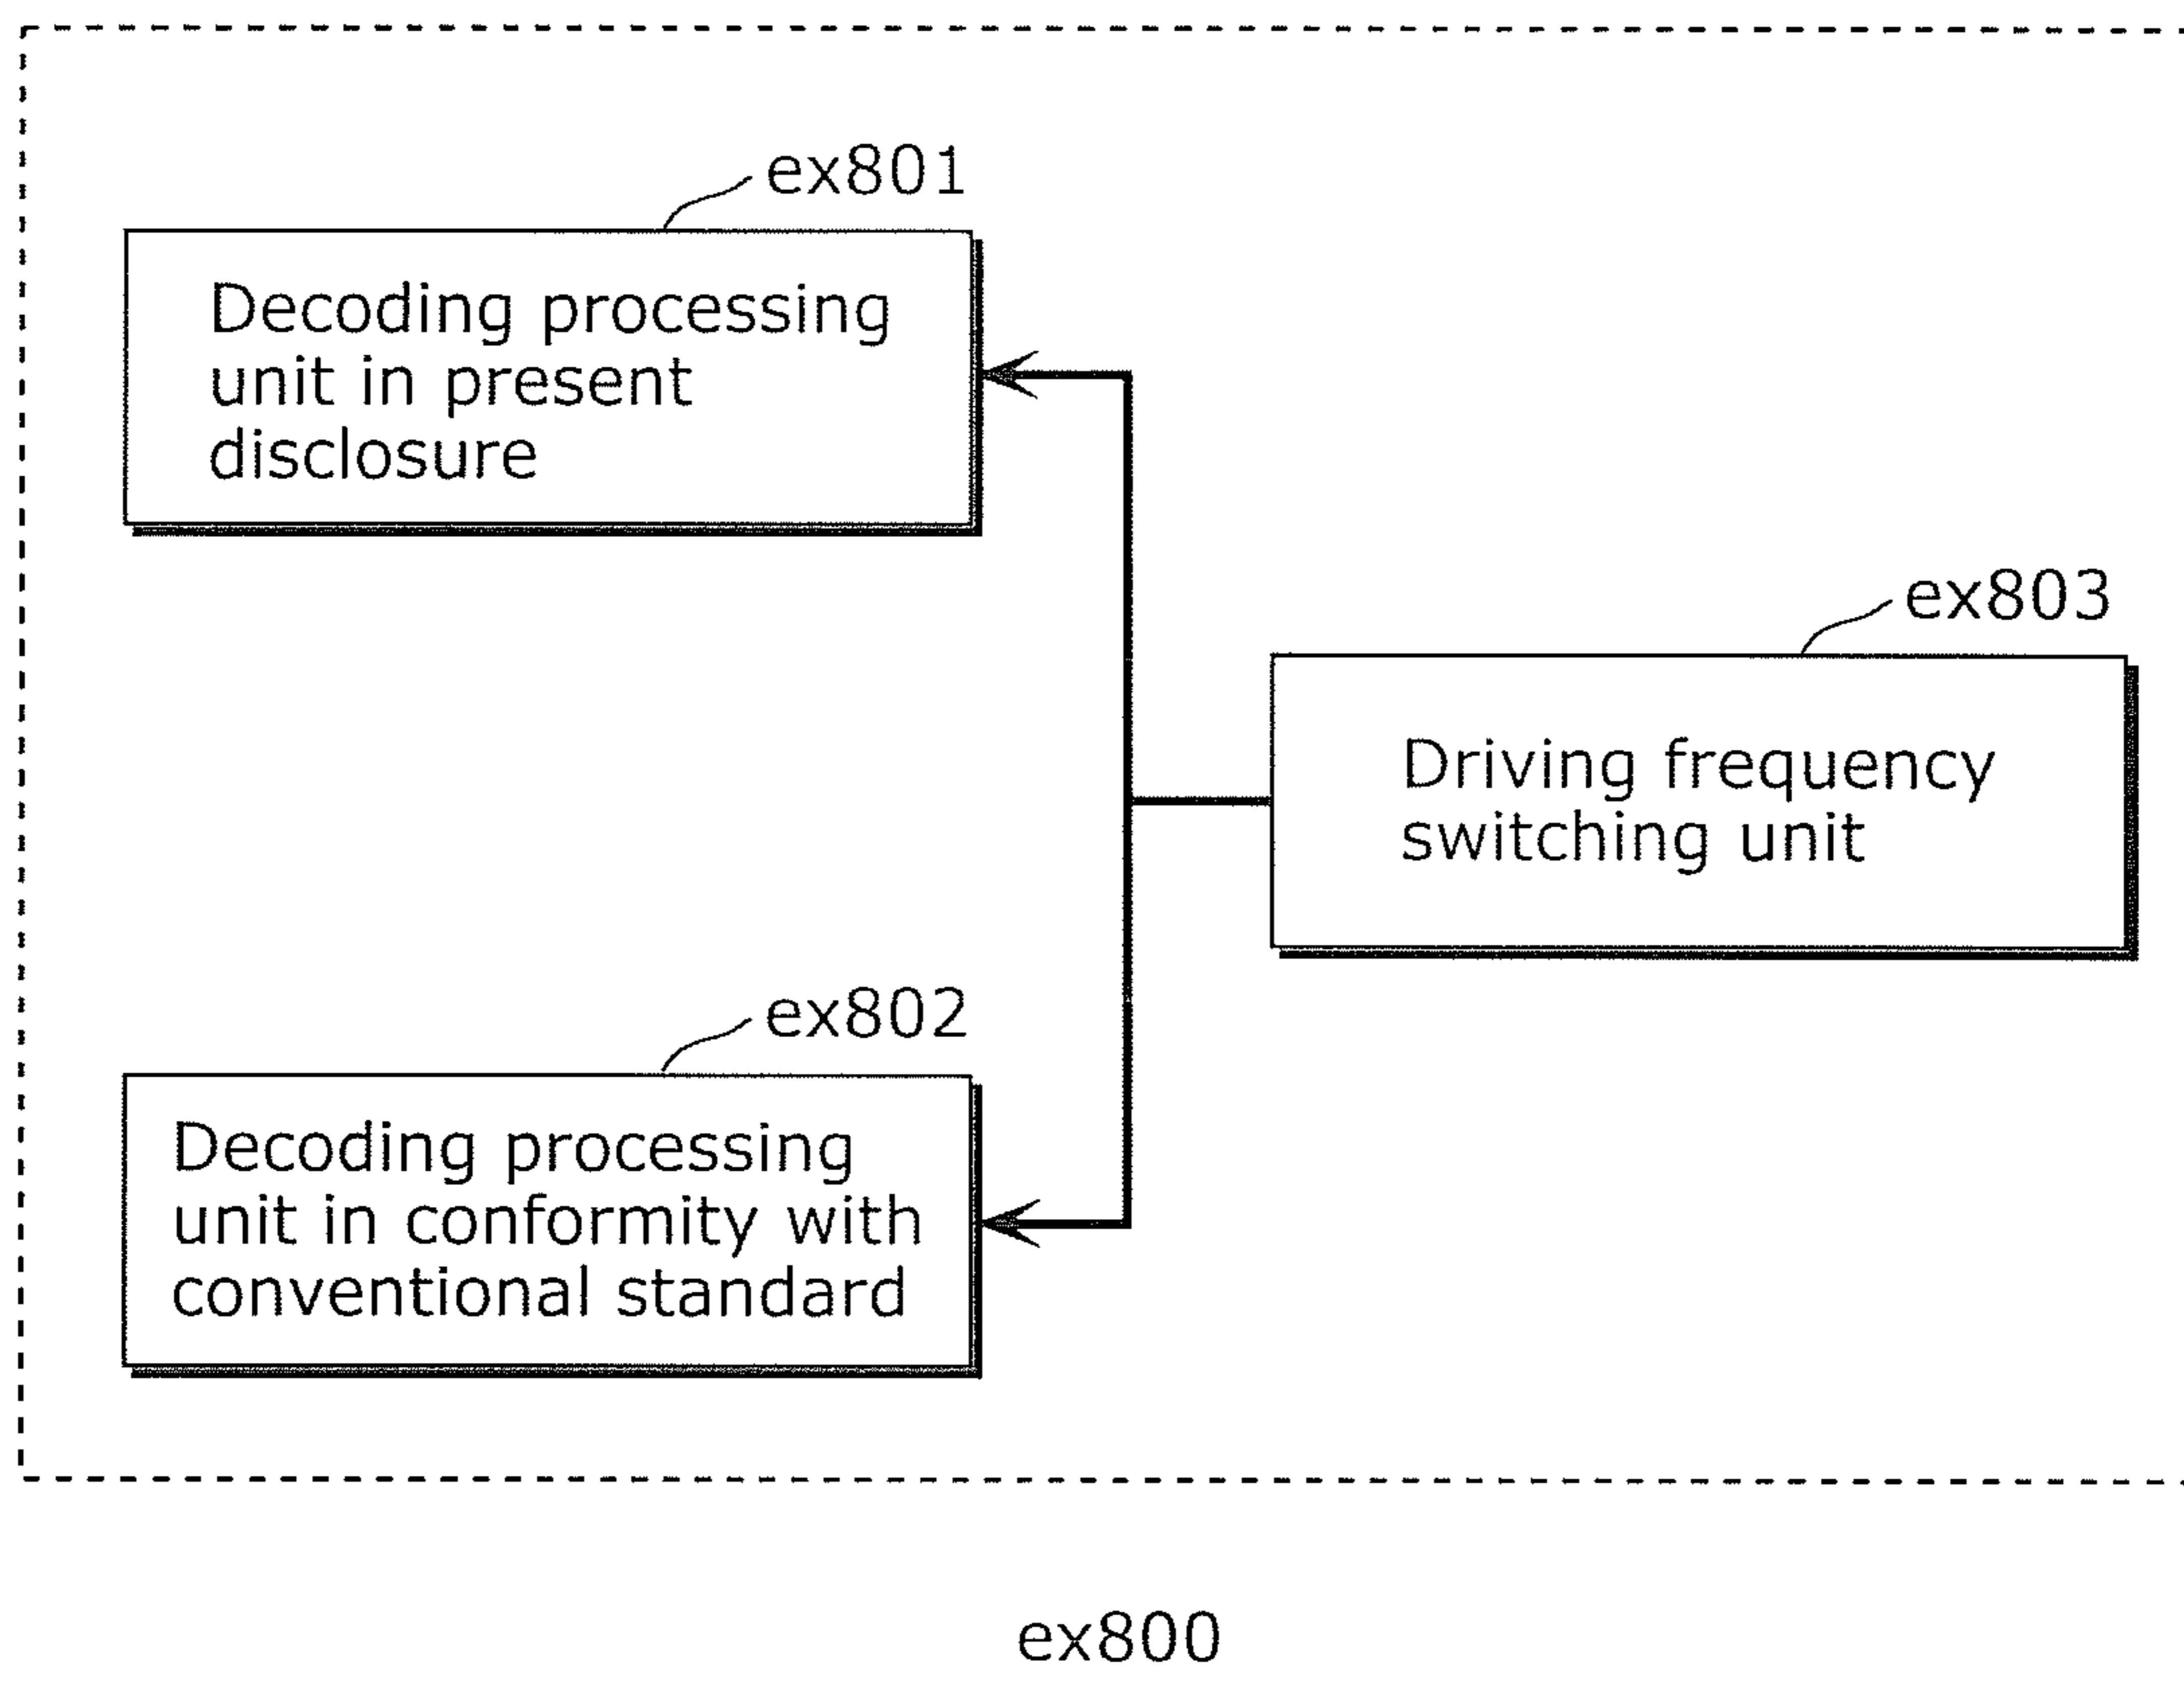 ex801
Decoding processing
unit in present
disclosure
ex803
Driving frequency
switching unit
ex802
Decoding processing
unit in conformity with
conventional standard
ex800